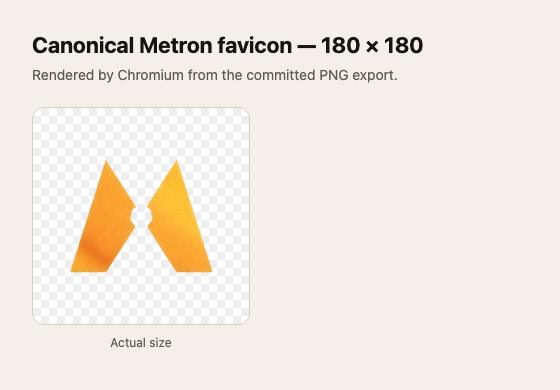 Canonical Metron favicon — 180 × 180
Rendered by Chromium from the committed PNG export.
Actual size